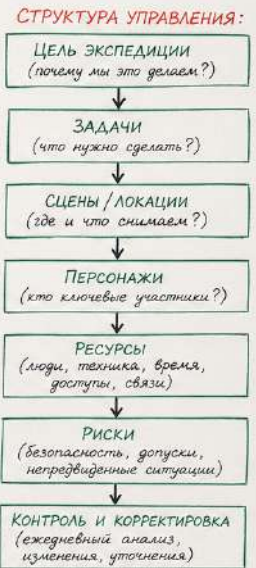 СТРУКТУРА УПРАВЛЕНИЯ:
ЦЕЛЬ ЭКСПЕДИЦИИ
(почему мы это делаем?)
ЗАДАЧИ
(что нужно сделать?)
СЦЕНЫ/ЛОКАЦИИ
(где и что снимаем?)
ПЕРСОНАЖИ
(кто ключевые участники?)
РЕСУРСЫ
(люди, техника, время,
доступы, связи)
РИСКИ
(безопасность, допуски,
непредвиденные ситуации)
КОНТРОЛЬ И КОРРЕКТИРОВКА
(ежедневный анализ,
изменения, уточнения)